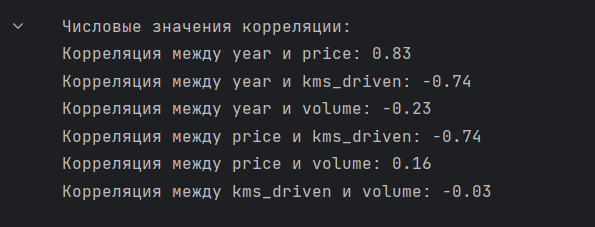 Числовые значения корреляции:
Корреляция между year и price: 0.83
Корреляция между year и kms_driven: -0.74
Корреляция между year и volume: -0.23
Корреляция между price и kms_driven: -0.74
Корреляция между price и volume: 0.16
Корреляция между kms_driven и volume: -0.03